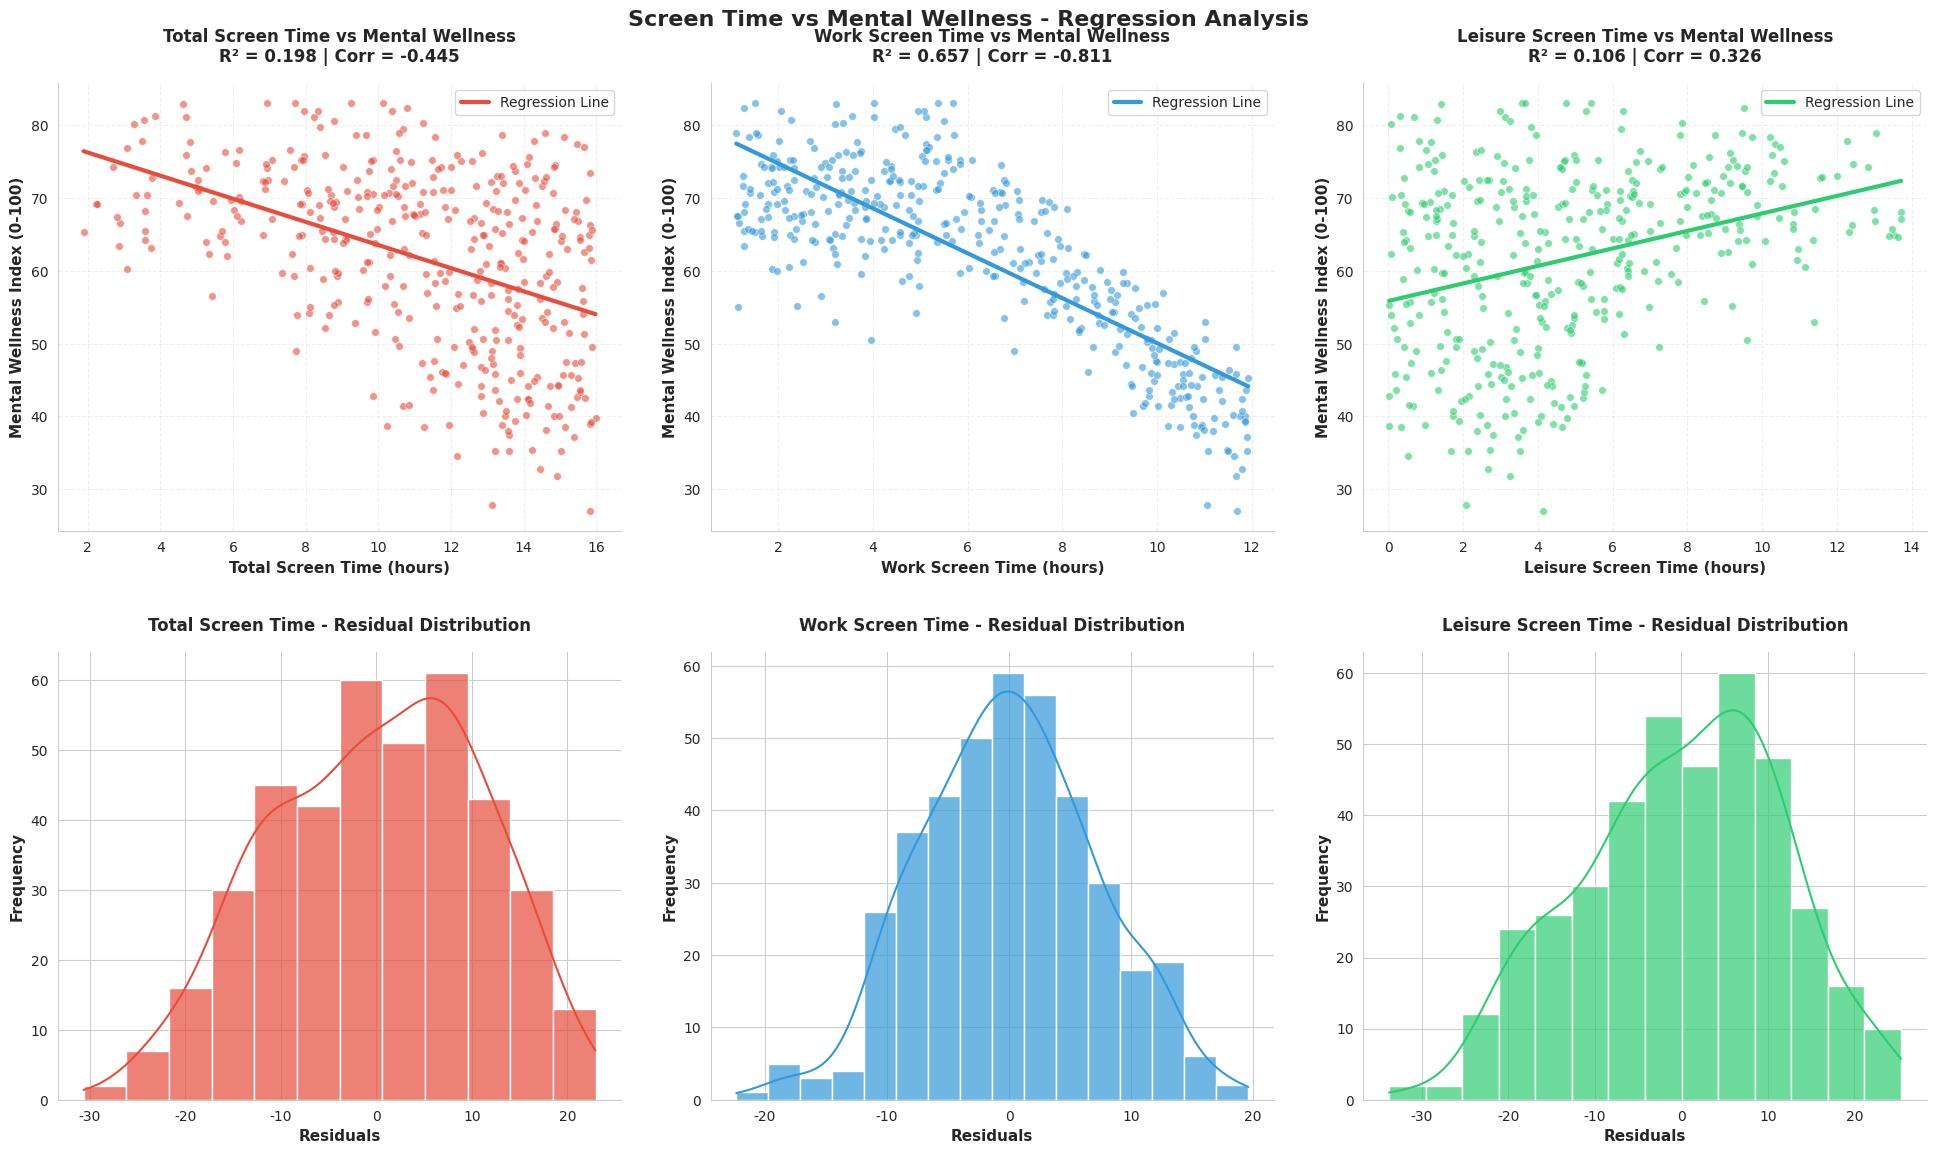 Screen Time vs Mental Wellness - Regression Analysis
Total Screen Time vs Mental Wellness
R² = 0.198 | Corr = -0.445
Regression Line
Mental Wellness Index (0-100)
80
70
60
50
40
30
2 4 6 8 10 12 14 16
Total Screen Time (hours)
Work Screen Time vs Mental Wellness
R² = 0.657 | Corr = -0.811
Regression Line
Mental Wellness Index (0-100)
80
70
60
50
40
30
2 4 6 8 10 12
Work Screen Time (hours)
Leisure Screen Time vs Mental Wellness
R² = 0.106 | Corr = 0.326
Regression Line
Mental Wellness Index (0-100)
80
70
60
50
40
30
0 2 4 6 8 10 12 14
Leisure Screen Time (hours)
Total Screen Time - Residual Distribution
Frequency
60
50
40
30
20
10
0
-30 -20 -10 0 10 20
Residuals
Work Screen Time - Residual Distribution
Frequency
60
50
40
30
20
10
0
-20 -10 0 10 20
Residuals
Leisure Screen Time - Residual Distribution
Frequency
60
50
40
30
20
10
0
-30 -20 -10 0 10 20
Residuals